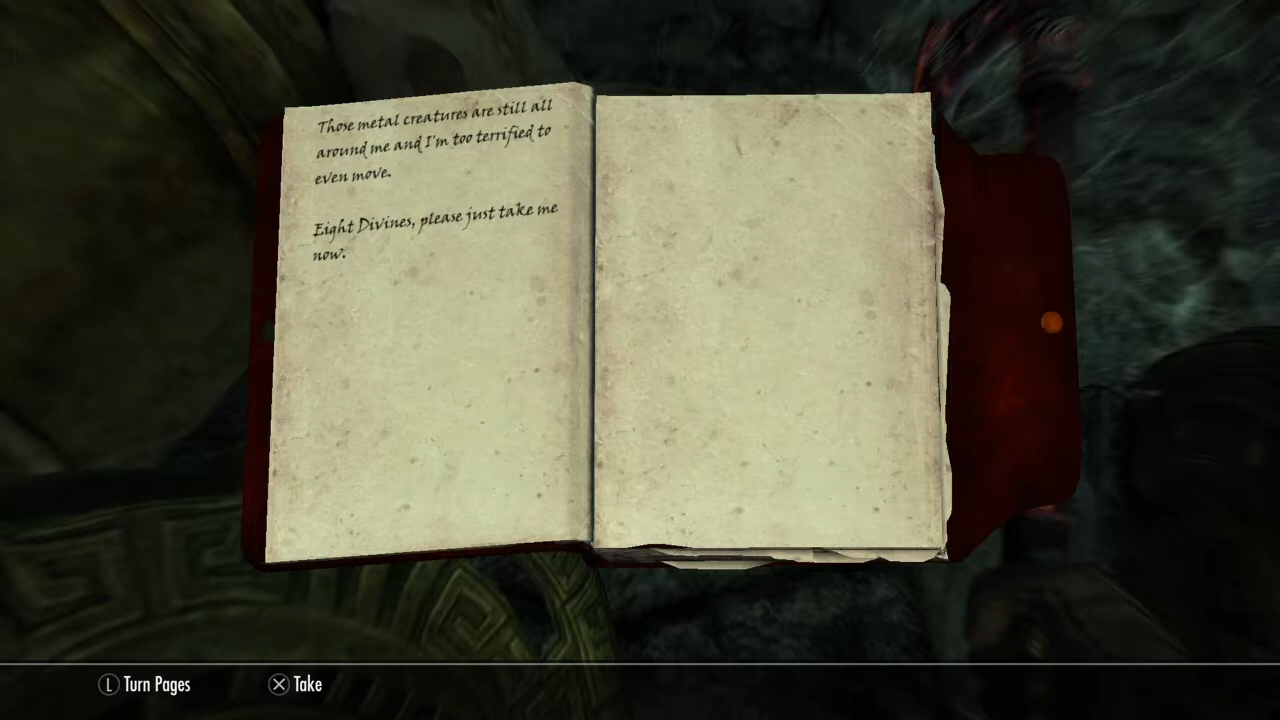 Those metal creatures are still all
around me and I'm too terrified to
even move.
Eight Divines, please just take me
now.
L Turn Pages
X Take